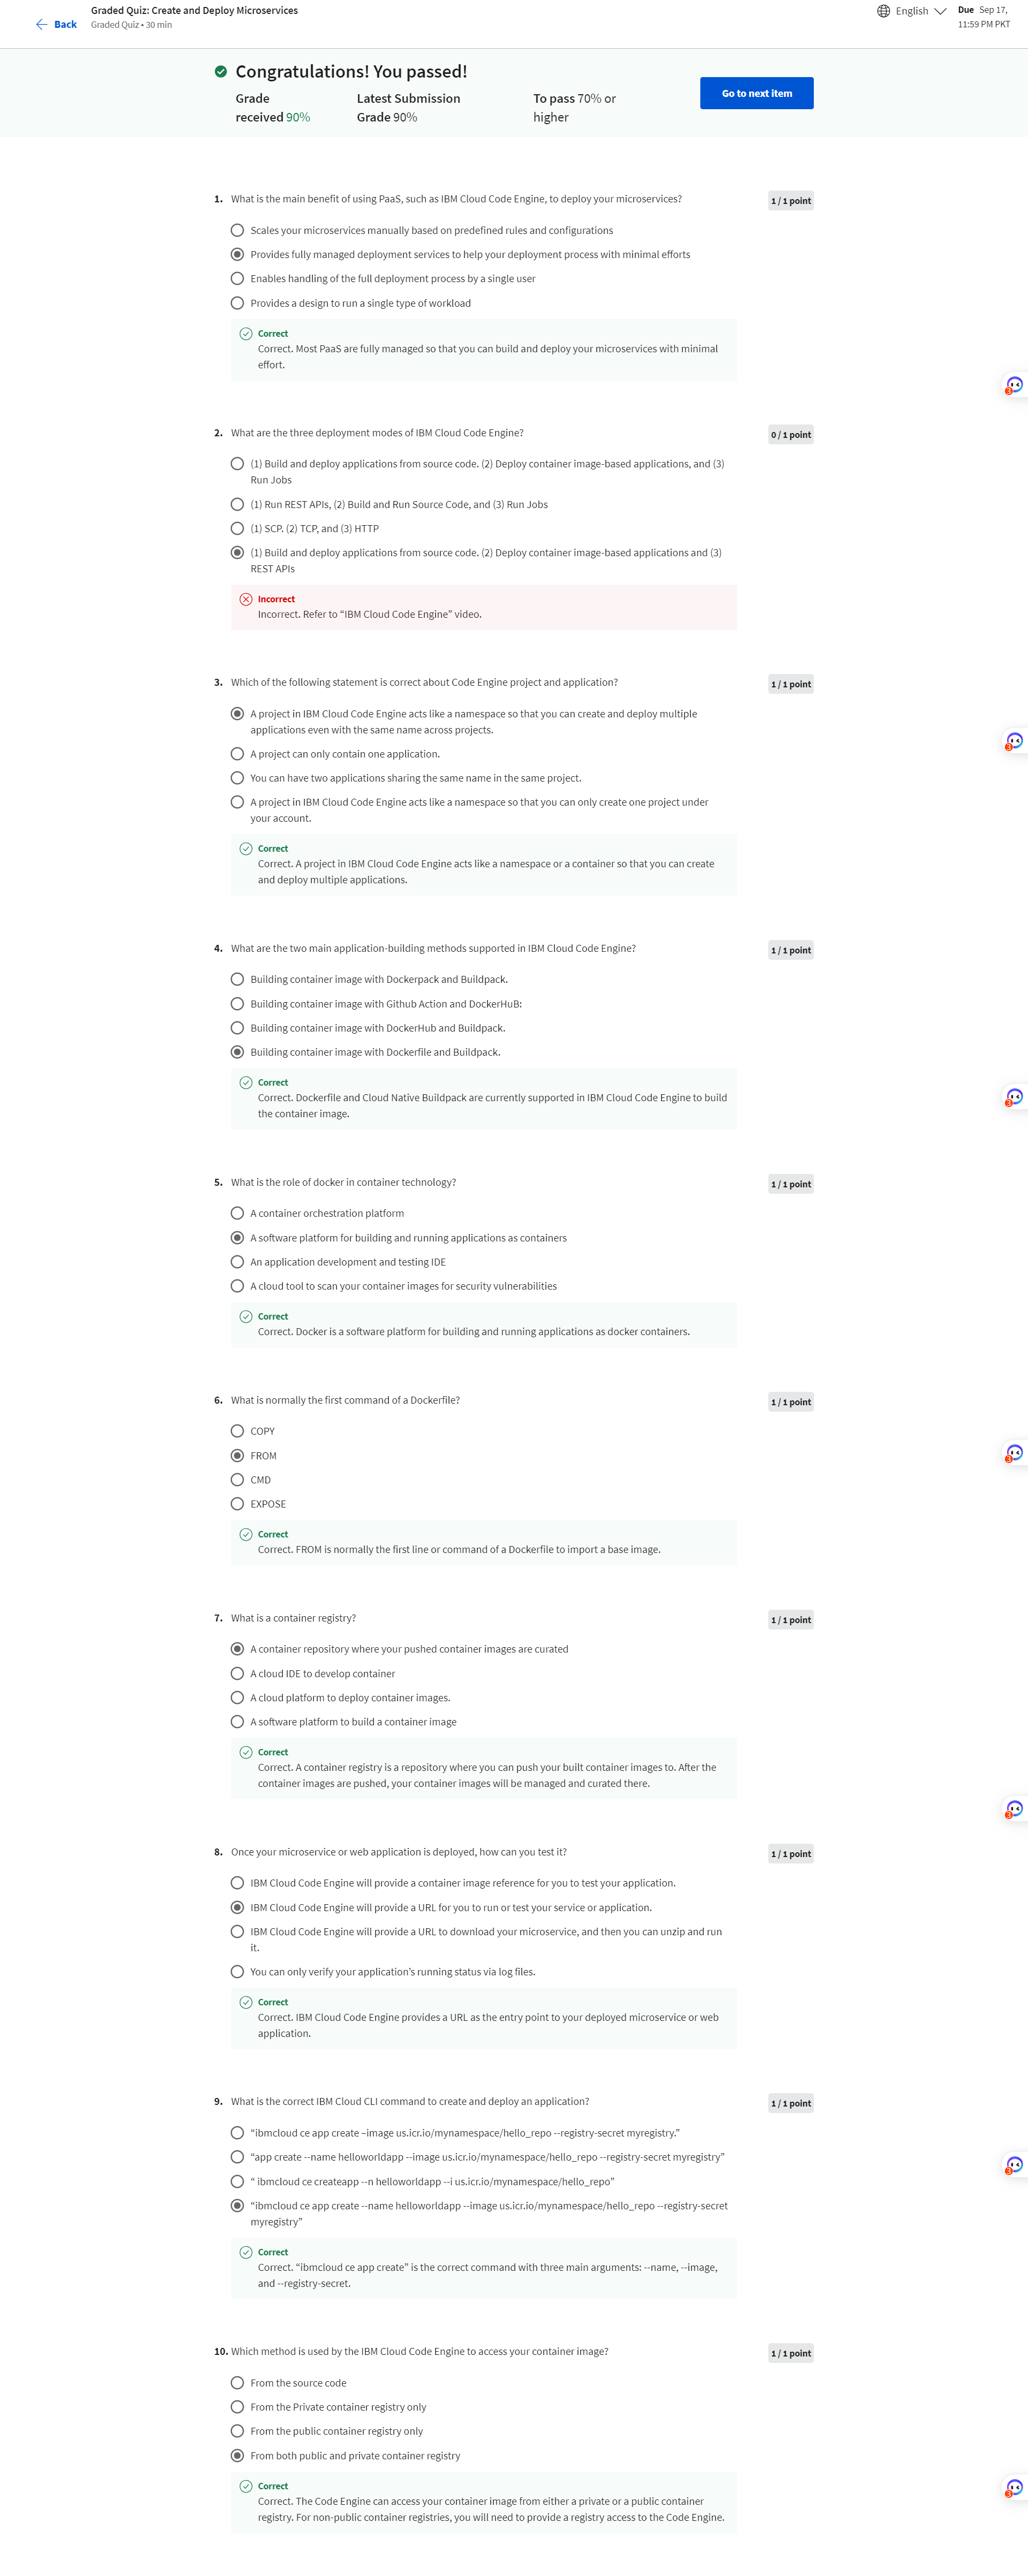 Back
Graded Quiz: Create and Deploy Microservices
Graded Quiz • 30 min
English
Due Sep 17,
11:59 PM PKT
Congratulations! You passed!
Grade
received 90%
Latest Submission
Grade 90%
To pass 70% or
higher
Go to next item
1. What is the main benefit of using PaaS, such as IBM Cloud Code Engine, to deploy your microservices?
1 / 1 point
Scales your microservices manually based on predefined rules and configurations
Provides fully managed deployment services to help your deployment process with minimal efforts
Enables handling of the full deployment process by a single user
Provides a design to run a single type of workload
Correct
Correct. Most PaaS are fully managed so that you can build and deploy your microservices with minimal
effort.
3
2. What are the three deployment modes of IBM Cloud Code Engine?
0 / 1 point
(1) Build and deploy applications from source code. (2) Deploy container image-based applications, and (3)
Run Jobs
(1) Run REST APIs, (2) Build and Run Source Code, and (3) Run Jobs
(1) SCP. (2) TCP, and (3) HTTP
(1) Build and deploy applications from source code. (2) Deploy container image-based applications and (3)
REST APIs
Incorrect
Incorrect. Refer to “IBM Cloud Code Engine” video.
3. Which of the following statement is correct about Code Engine project and application?
1 / 1 point
A project in IBM Cloud Code Engine acts like a namespace so that you can create and deploy multiple
applications even with the same name across projects.
3
A project can only contain one application.
You can have two applications sharing the same name in the same project.
A project in IBM Cloud Code Engine acts like a namespace so that you can only create one project under
your account.
Correct
Correct. A project in IBM Cloud Code Engine acts like a namespace or a container so that you can create
and deploy multiple applications.
4. What are the two main application-building methods supported in IBM Cloud Code Engine?
1 / 1 point
Building container image with Dockerpack and Buildpack.
Building container image with Github Action and DockerHuB:
Building container image with DockerHub and Buildpack.
Building container image with Dockerfile and Buildpack.
Correct
Correct. Dockerfile and Cloud Native Buildpack are currently supported in IBM Cloud Code Engine to build
the container image.
3
5. What is the role of docker in container technology?
1 / 1 point
A container orchestration platform
A software platform for building and running applications as containers
An application development and testing IDE
A cloud tool to scan your container images for security vulnerabilities
Correct
Correct. Docker is a software platform for building and running applications as docker containers.
6. What is normally the first command of a Dockerfile?
1 / 1 point
COPY
FROM
3
CMD
EXPOSE
Correct
Correct. FROM is normally the first line or command of a Dockerfile to import a base image.
7. What is a container registry?
1 / 1 point
A container repository where your pushed container images are curated
A cloud IDE to develop container
A cloud platform to deploy container images.
A software platform to build a container image
Correct
Correct. A container registry is a repository where you can push your built container images to. After the
container images are pushed, your container images will be managed and curated there.
3
8. Once your microservice or web application is deployed, how can you test it?
1 / 1 point
IBM Cloud Code Engine will provide a container image reference for you to test your application.
IBM Cloud Code Engine will provide a URL for you to run or test your service or application.
IBM Cloud Code Engine will provide a URL to download your microservice, and then you can unzip and run
it.
You can only verify your application’s running status via log files.
Correct
Correct. IBM Cloud Code Engine provides a URL as the entry point to your deployed microservice or web
application.
9. What is the correct IBM Cloud CLI command to create and deploy an application?
1 / 1 point
“ibmcloud ce app create –image us.icr.io/mynamespace/hello_repo --registry-secret myregistry.”
“app create --name helloworldapp --image us.icr.io/mynamespace/hello_repo --registry-secret myregistry”
3
“ ibmcloud ce createapp --n helloworldapp --i us.icr.io/mynamespace/hello_repo”
“ibmcloud ce app create --name helloworldapp --image us.icr.io/mynamespace/hello_repo --registry-secret
myregistry”
Correct
Correct. “ibmcloud ce app create” is the correct command with three main arguments: --name, --image,
and --registry-secret.
10. Which method is used by the IBM Cloud Code Engine to access your container image?
1 / 1 point
From the source code
From the Private container registry only
From the public container registry only
From both public and private container registry
Correct
3
Correct. The Code Engine can access your container image from either a private or a public container
registry. For non-public container registries, you will need to provide a registry access to the Code Engine.